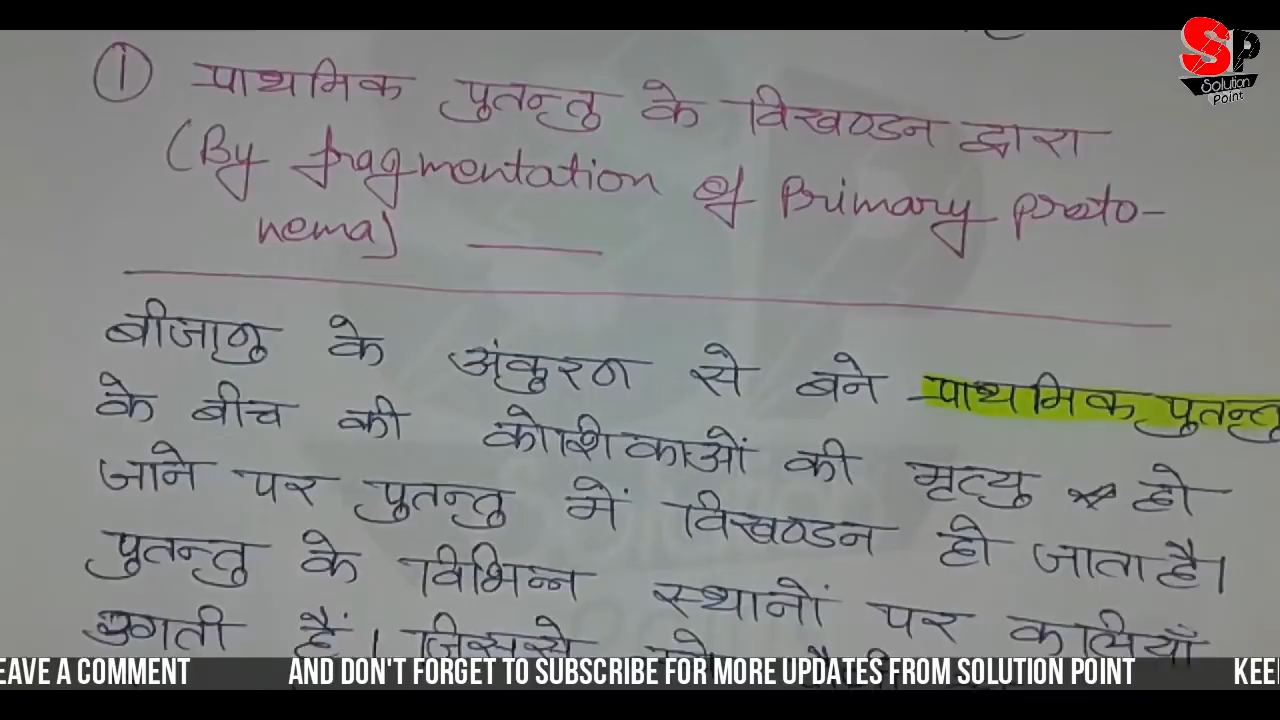 ① प्राथमिक पुतन्तु के विखण्डन द्वारा
(By fragmentation of Primary proto-
nema) —
बीजाणु के अंकुरण से बने प्राथमिक पुतन्तु
के बीच की कोशिकाओं की मृत्यु हो
जाने पर पुतन्तु में विखण्डन हो जाता है।
पुतन्तु के विभिन्न स्थानों पर कलियाँ
उगती हैं। जिससे
SP
Solution
Point
EAVE A COMMENT AND DON'T FORGET TO SUBSCRIBE FOR MORE UPDATES FROM SOLUTION POINT KEE